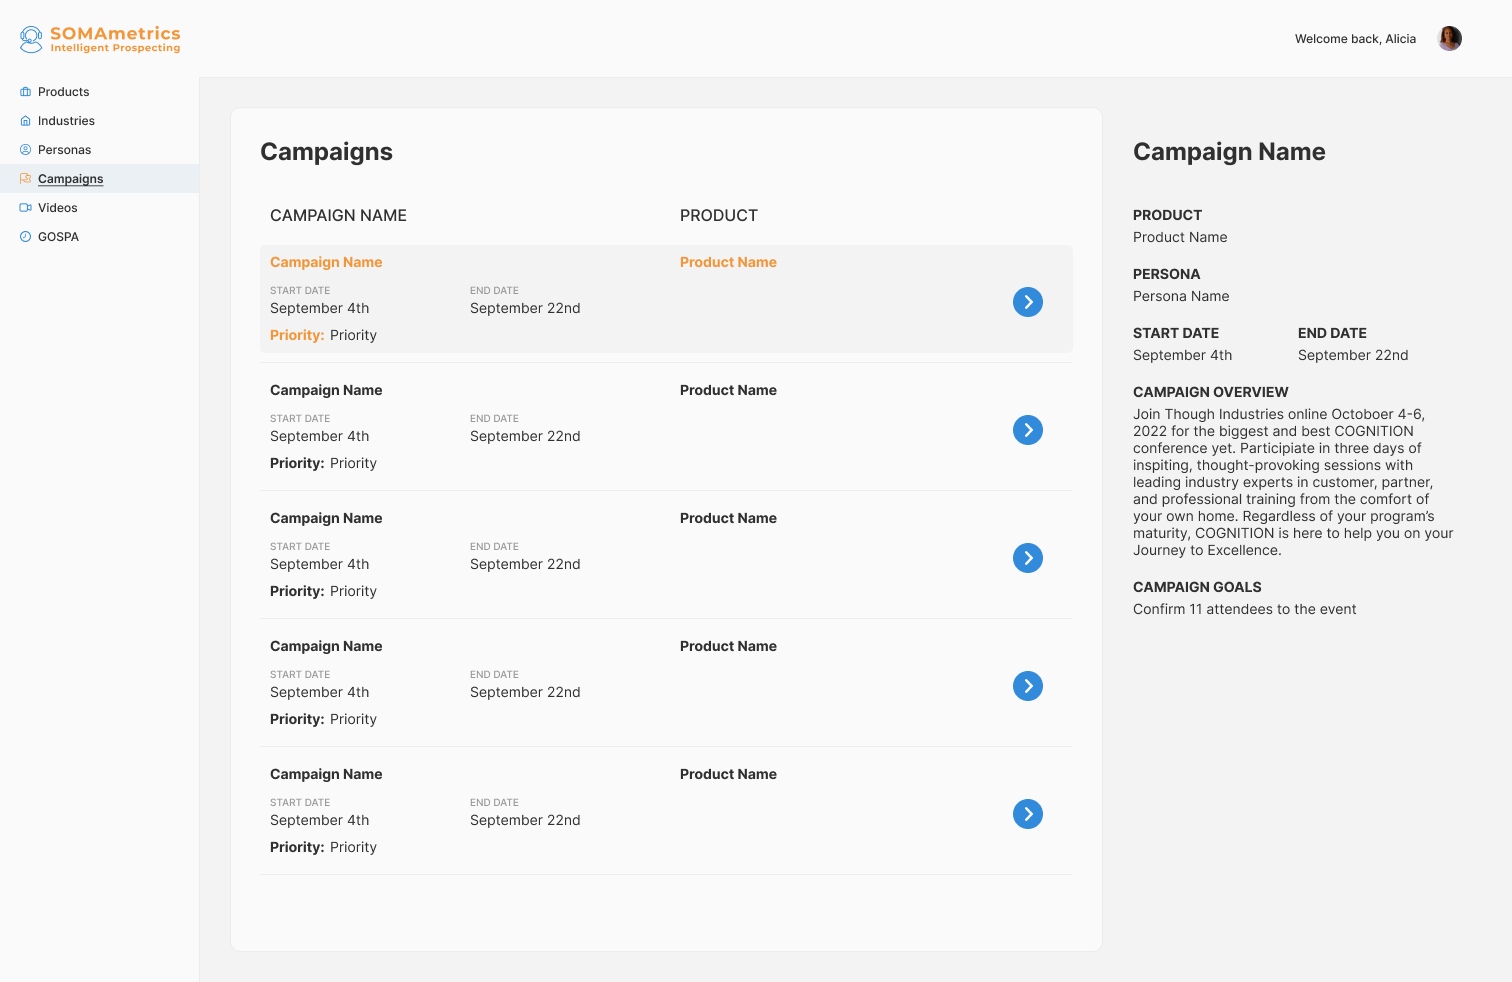 SOMAmetrics
Intelligent Prospecting
Welcome back, Alicia
Products
Industries
Personas
Campaigns
Videos
GOSPA
Campaigns
CAMPAIGN NAME PRODUCT
Campaign Name Product Name
START DATE END DATE
September 4th September 22nd
Priority: Priority
Campaign Name Product Name
START DATE END DATE
September 4th September 22nd
Priority: Priority
Campaign Name Product Name
START DATE END DATE
September 4th September 22nd
Priority: Priority
Campaign Name Product Name
START DATE END DATE
September 4th September 22nd
Priority: Priority
Campaign Name Product Name
START DATE END DATE
September 4th September 22nd
Priority: Priority
Campaign Name
PRODUCT
Product Name
PERSONA
Persona Name
START DATE END DATE
September 4th September 22nd
CAMPAIGN OVERVIEW
Join Though Industries online Octoboer 4-6,
2022 for the biggest and best COGNITION
conference yet. Participiate in three days of
inspiting, thought-provoking sessions with
leading industry experts in customer, partner,
and professional training from the comfort of
your own home. Regardless of your program’s
maturity, COGNITION is here to help you on your
Journey to Excellence.
CAMPAIGN GOALS
Confirm 11 attendees to the event